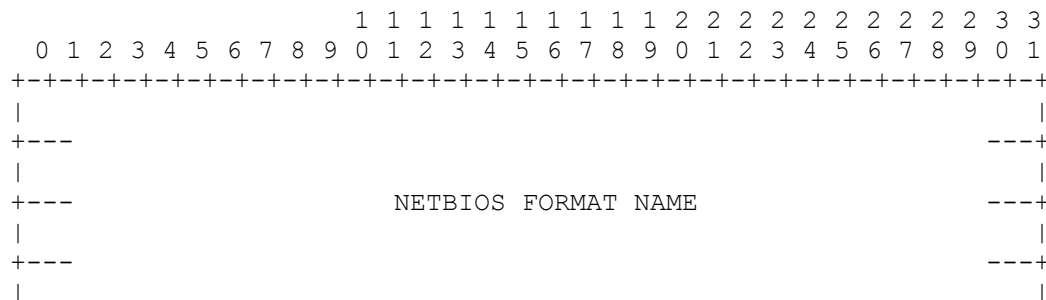 1 1 1 1 1 1 1 1 1 1 2 2 2 2 2 2 2 2 2 2 3 3
  0 1 2 3 4 5 6 7 8 9 0 1 2 3 4 5 6 7 8 9 0 1 2 3 4 5 6 7 8 9 0 1
+-+-+-+-+-+-+-+-+-+-+-+-+-+-+-+-+-+-+-+-+-+-+-+-+-+-+-+-+-+-+-+-+
|                                                               |
+---                                                         ---+
|                                                               |
+---                    NETBIOS FORMAT NAME                  ---+
|                                                               |
+---                                                         ---+
|                                                               |